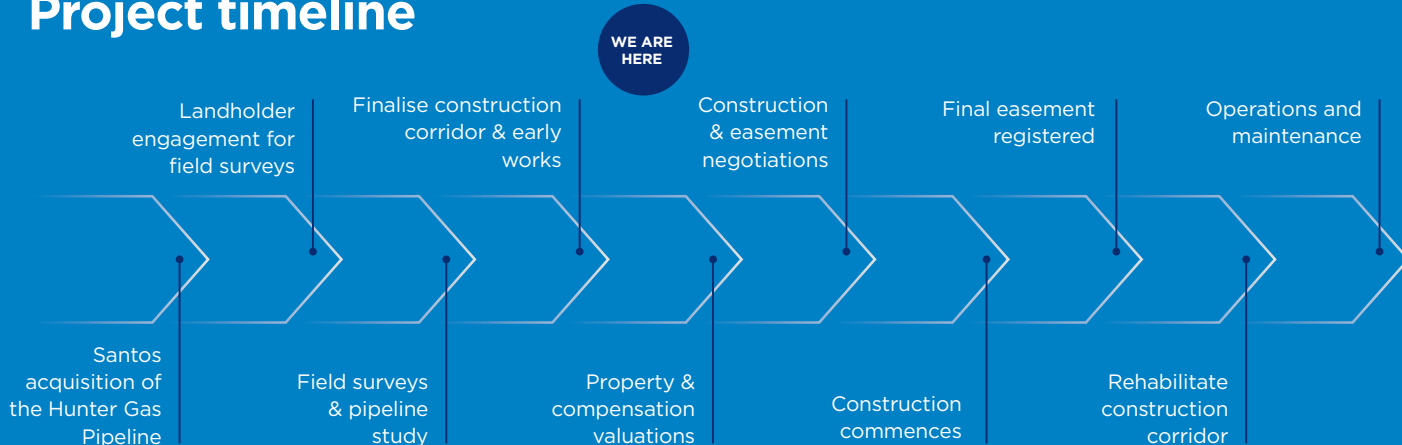 Project timeline
WE ARE
HERE
Landholder
engagement for
field surveys
Finalise construction
corridor & early
works
Construction
& easement
negotiations
Final easement
registered
Operations and
maintenance
Santos
acquisition of
the Hunter Gas
Pipeline
Field surveys
& pipeline
study
Property &
compensation
valuations
Construction
commences
Rehabilitate
construction
corridor